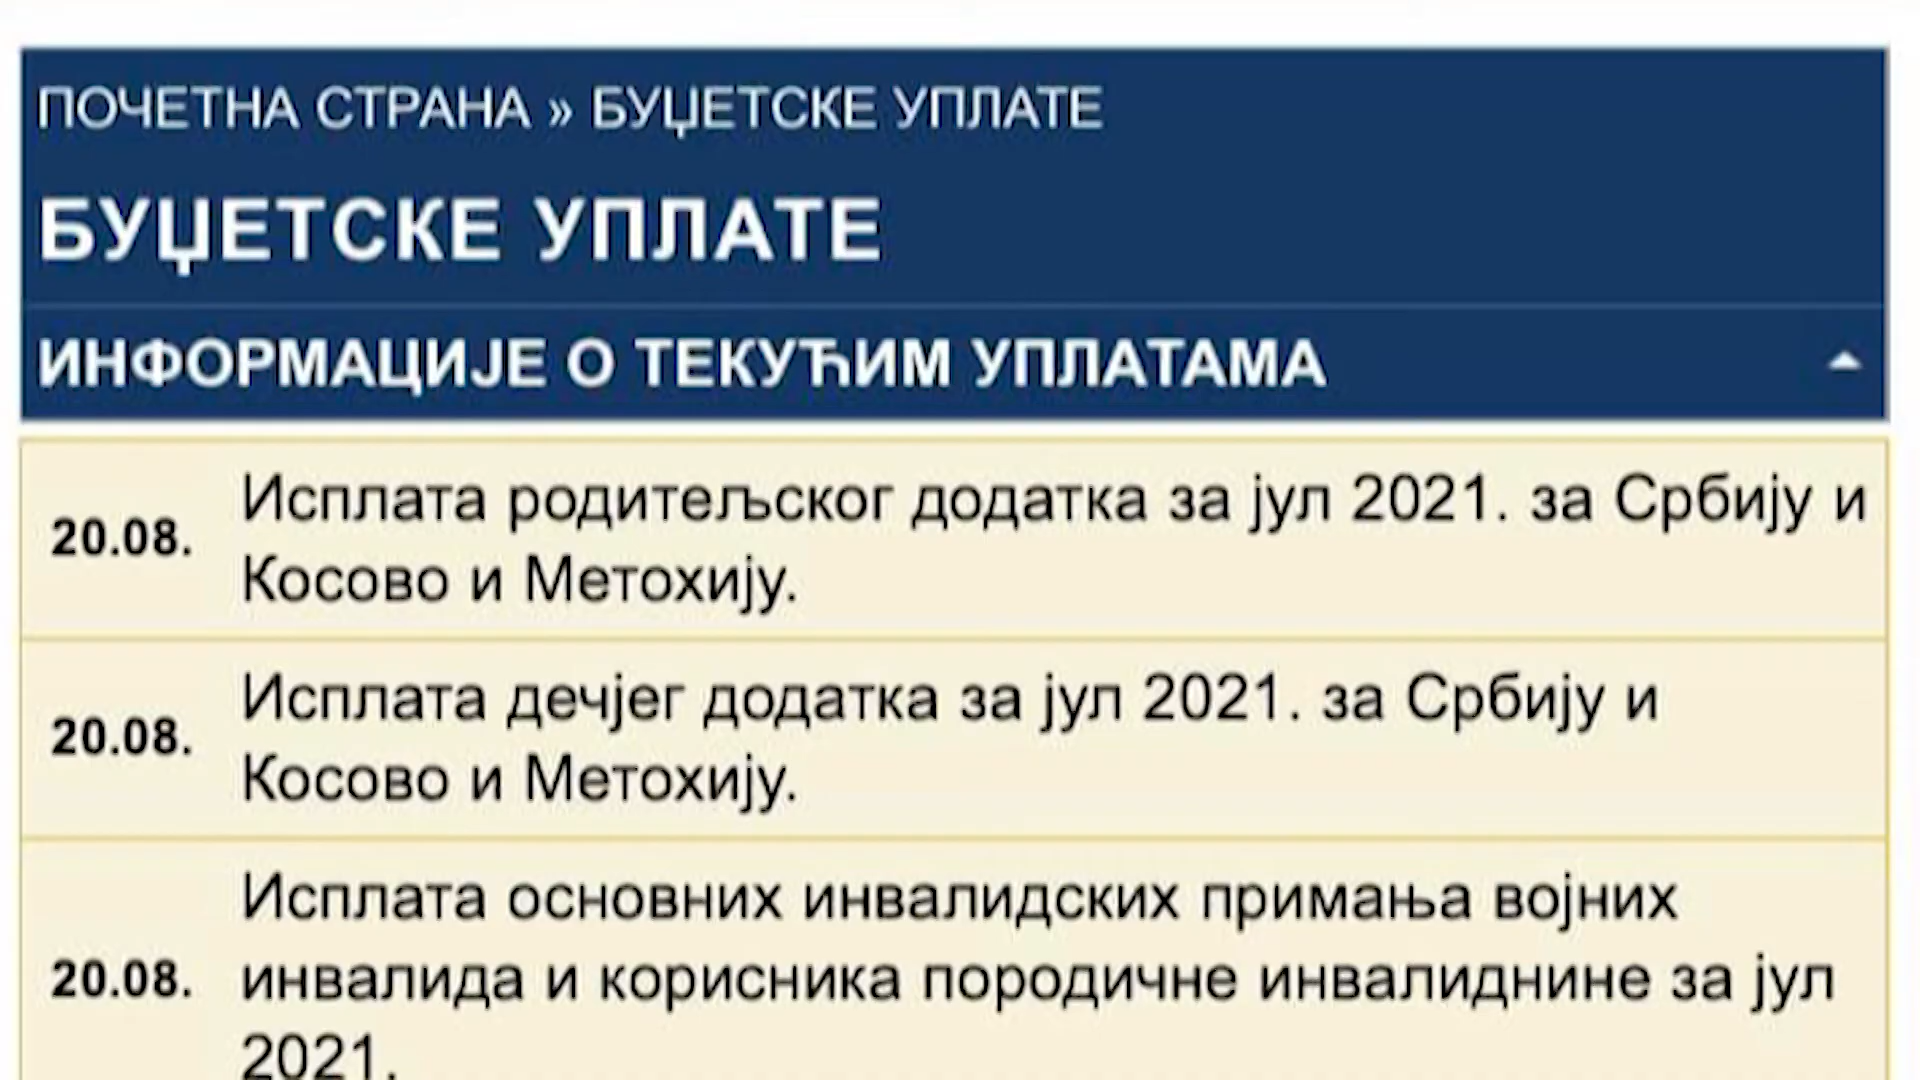 ПОЧЕТНА СТРАНА » БУЏЕТСКЕ УПЛАТЕ
БУЏЕТСКЕ УПЛАТЕ
ИНФОРМАЦИЈЕ О ТЕКУЋИМ УПЛАТАМА
20.08. Исплата родитељског додатка за јул 2021. за Србију и
Косово и Метохију.
20.08. Исплата дечјег додатка за јул 2021. за Србију и
Косово и Метохију.
Исплата основних инвалидских примања војних
20.08. инвалида и корисника породичне инвалиднине за јул
2021.